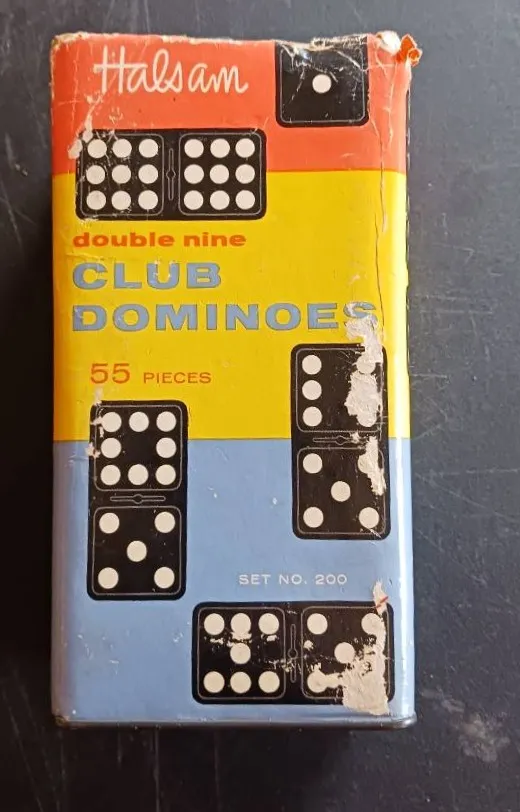 Halsam
double nine
CLUB
DOMINOES
55 PIECES
SET NO. 200